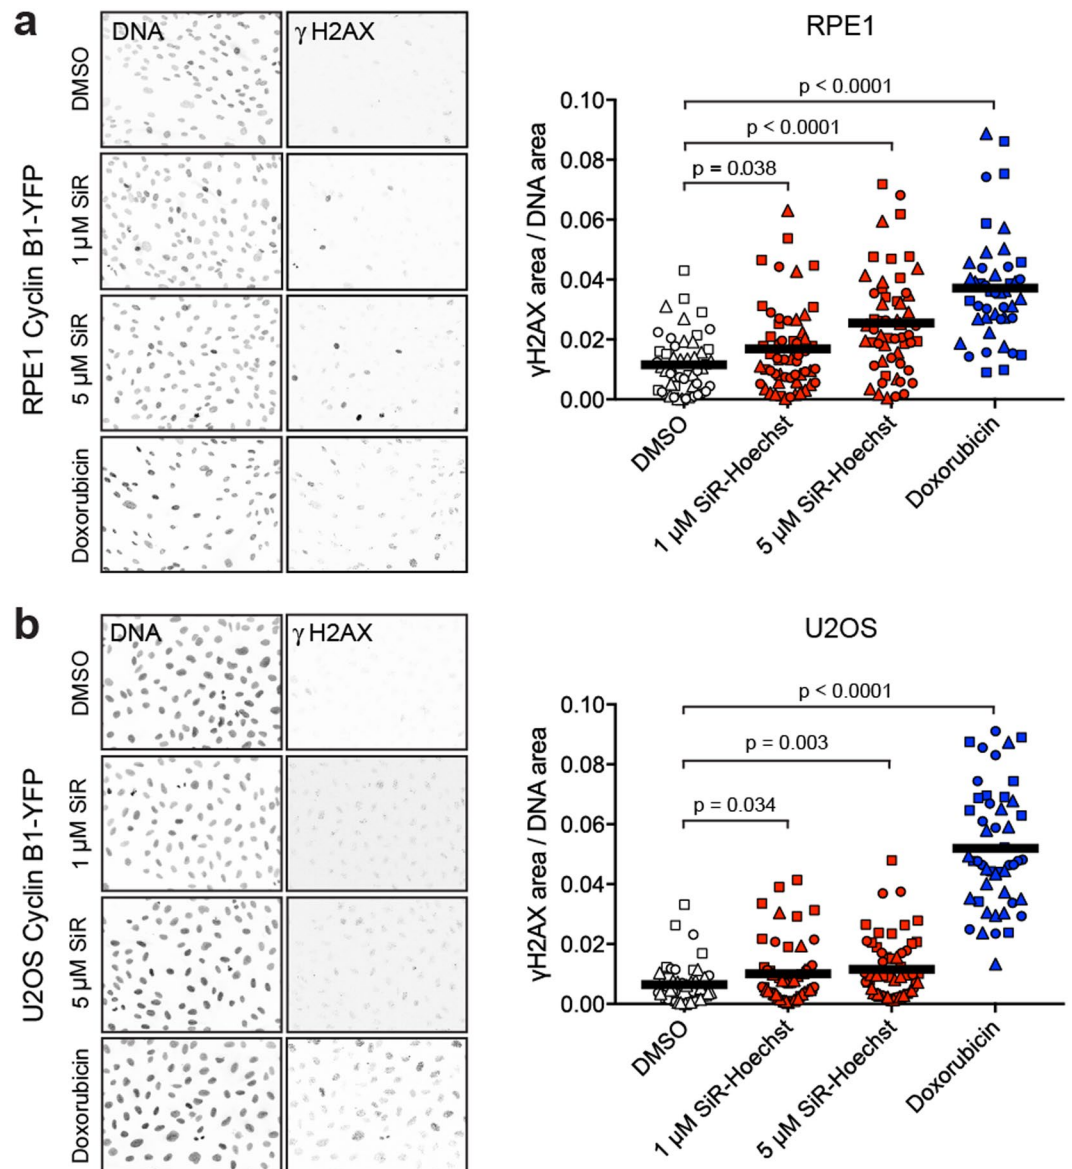 a
DNA
γ H2AX
DMSO
1 μM SiR
5 μM SiR
Doxorubicin
RPE1 Cyclin B1-YFP
RPE1
p < 0.0001
p < 0.0001
p = 0.038
γH2AX area / DNA area
0.10
0.08
0.06
0.04
0.02
0.00
DMSO
1 μM SiR-Hoechst
5 μM SiR-Hoechst
Doxorubicin
b
DNA
γ H2AX
DMSO
1 μM SiR
5 μM SiR
Doxorubicin
U2OS Cyclin B1-YFP
U2OS
p < 0.0001
p = 0.003
p = 0.034
γH2AX area / DNA area
0.10
0.08
0.06
0.04
0.02
0.00
DMSO
1 μM SiR-Hoechst
5 μM SiR-Hoechst
Doxorubicin